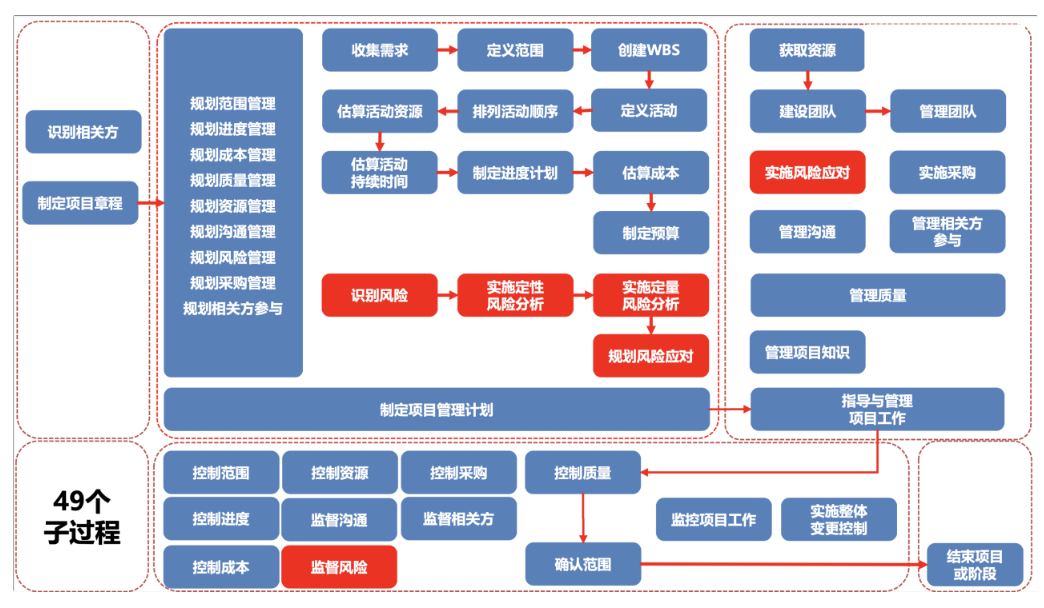 识别相关方
制定项目章程
规划范围管理
规划进度管理
规划成本管理
规划质量管理
规划资源管理
规划沟通管理
规划风险管理
规划采购管理
规划相关方参与
收集需求
定义范围
创建WBS
估算活动资源
排列活动顺序
定义活动
估算活动
持续时间
制定进度计划
估算成本
制定预算
识别风险
实施定性
风险分析
实施定量
风险分析
规划风险应对
制定项目管理计划
获取资源
建设团队
管理团队
实施风险应对
实施采购
管理沟通
管理相关方
参与
管理质量
管理项目知识
指导与管理
项目工作
49个
子过程
控制范围
控制资源
控制采购
控制质量
控制进度
监督沟通
监督相关方
监控项目工作
实施整体
变更控制
控制成本
监督风险
确认范围
结束项目
或阶段